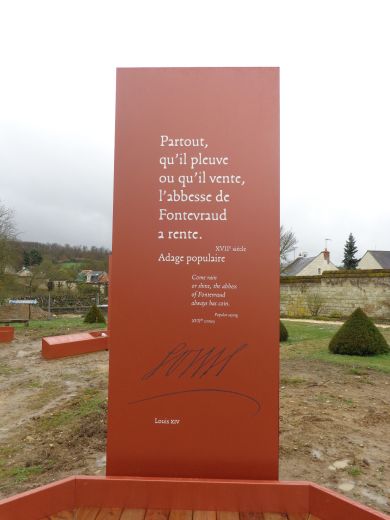 Partout,
qu'il pleuve
ou qu'il vente,
l'abbesse de
Fontevraud
a rente.
XVIIᵉ siècle
Adage populaire
Come rain
or shine, the abbess
of Fontevraud
always has coin.
Popular saying
XVIIᵗʰ century
Louis
Louis XIV